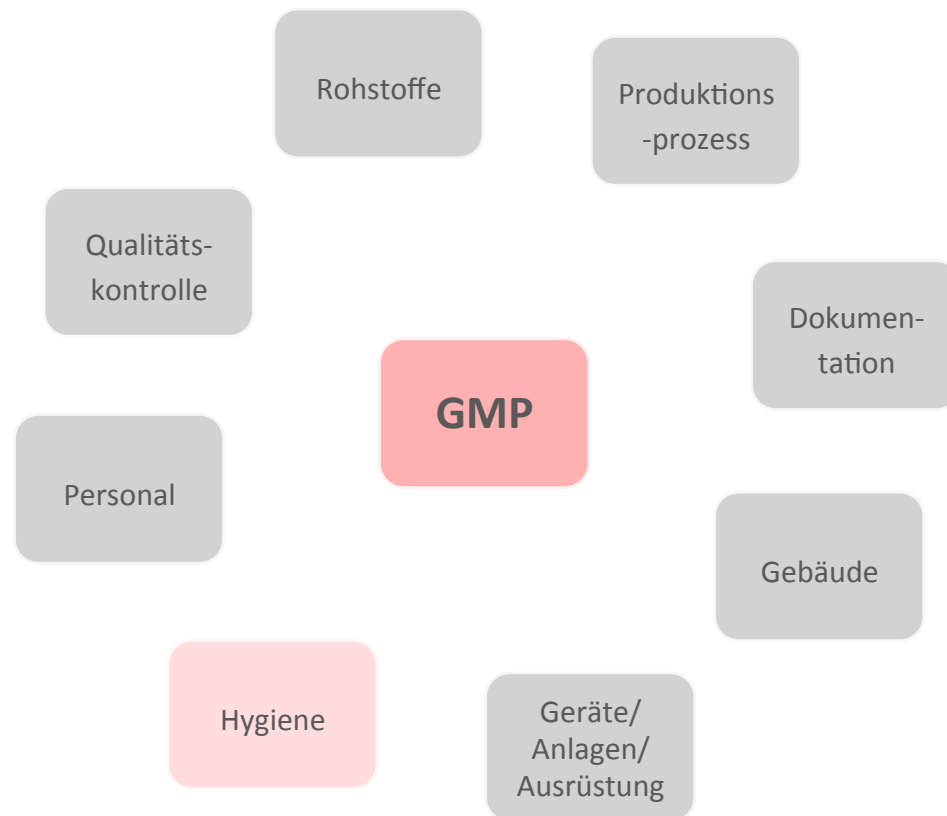 Rohstoffe
Produktions
-prozess
Qualitäts-
kontrolle
Dokumen-
tation
GMP
Personal
Gebäude
Hygiene
Geräte/
Anlagen/
Ausrüstung